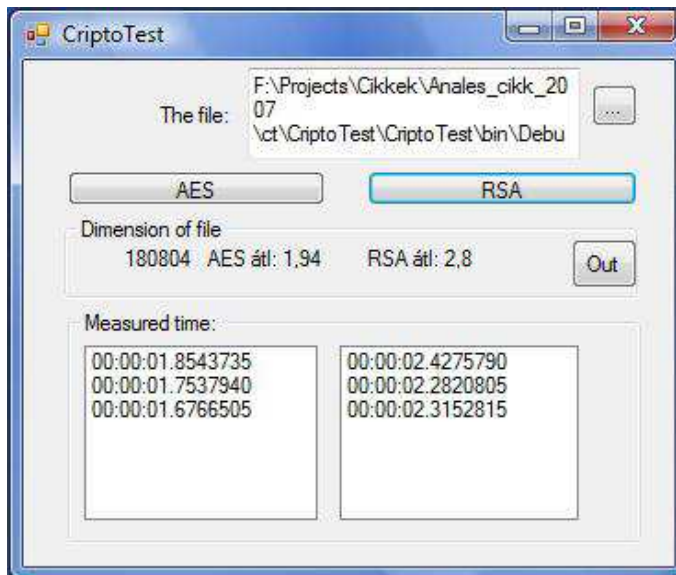 CriptoTest
The file:
F:\Projects\Cikkek\Anales_cikk_20
07
\ct\CriptoTest\CriptoTest\bin\Debu
...
AES
RSA
Dimension of file
180804 AES átl: 1,94 RSA átl: 2,8
Out
Measured time:
00:00:01.8543735
00:00:01.7537940
00:00:01.6766505
00:00:02.4275790
00:00:02.2820805
00:00:02.3152815